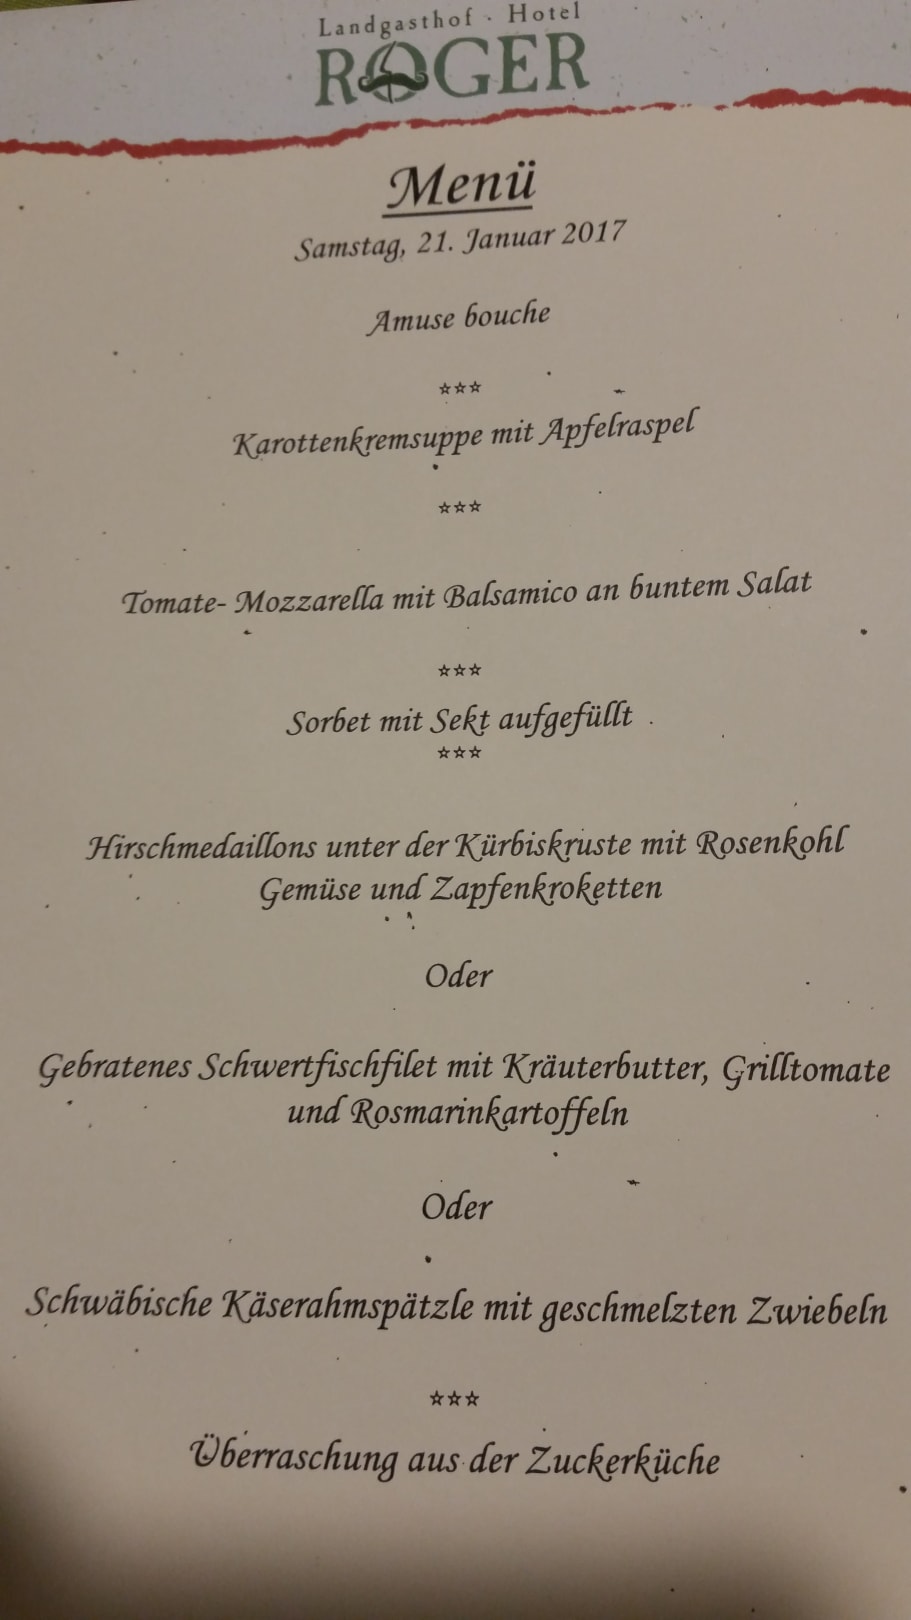 Landgasthof · Hotel
ROGER
Menü
Samstag, 21. Januar 2017
Amuse bouche
☆☆☆
Karottenkremsuppe mit Apfelraspel
☆☆☆
Tomate- Mozzarella mit Balsamico an buntem Salat
☆☆☆
Sorbet mit Sekt aufgefüllt
☆☆☆
Hirschmedaillons unter der Kürbiskruste mit Rosenkohl
Gemüse und Zapfenkroketten
Oder
Gebratenes Schwertfischfilet mit Kräuterbutter, Grilltomate
und Rosmarinkartoffeln
Oder
Schwäbische Käserahmspätzle mit geschmelzten Zwiebeln
☆☆☆
Überraschung aus der Zuckerküche